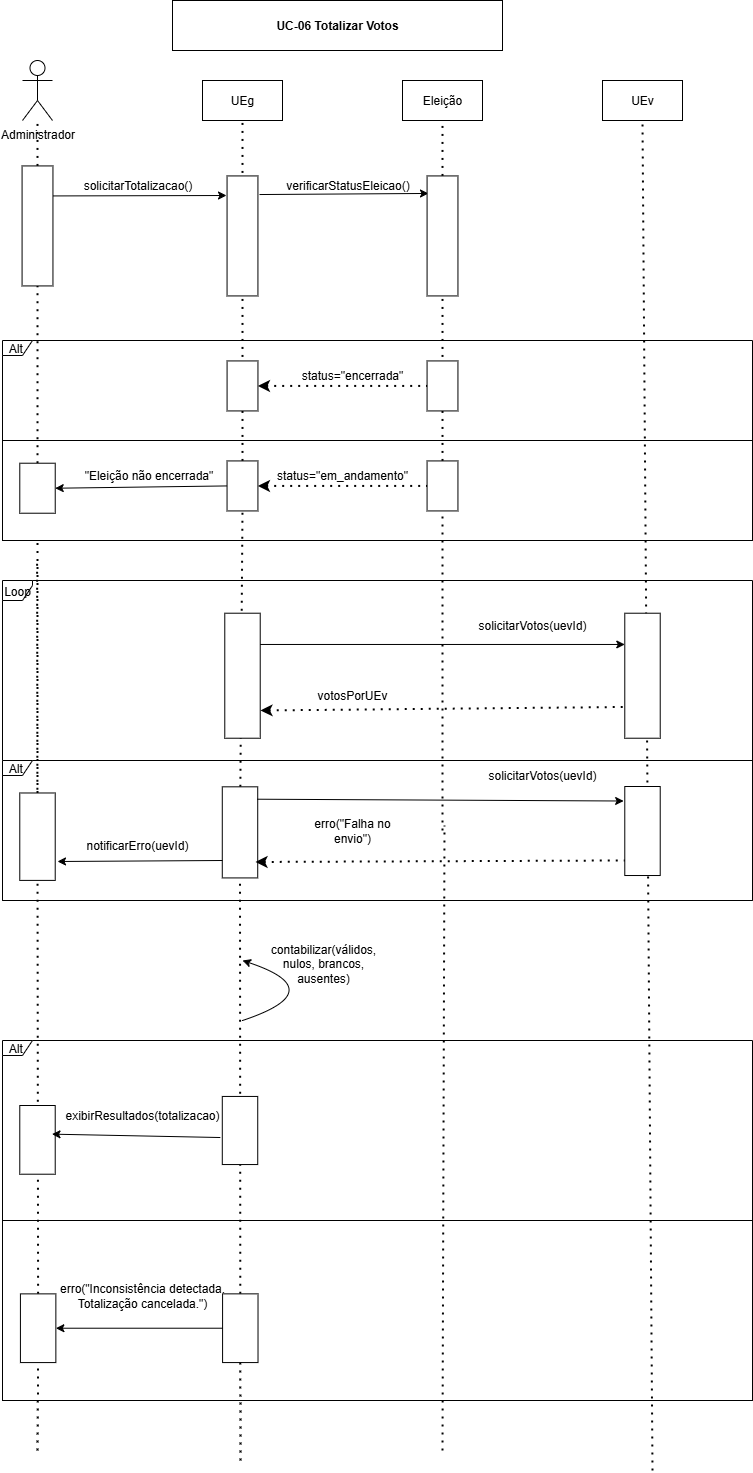 UC-06 Totalizar Votos
Administrador
UEg
Eleição
UEv
solicitarTotalizacao()
verificarStatusEleicao()
Alt
status="encerrada"
"Eleição não encerrada"
status="em_andamento"
Loop
solicitarVotos(uevId)
votosPorUEv
Alt
solicitarVotos(uevId)
erro("Falha no
envio")
notificarErro(uevId)
contabilizar(válidos,
nulos, brancos,
ausentes)
Alt
exibirResultados(totalizacao)
erro("Inconsistência detectada.
Totalização cancelada.")